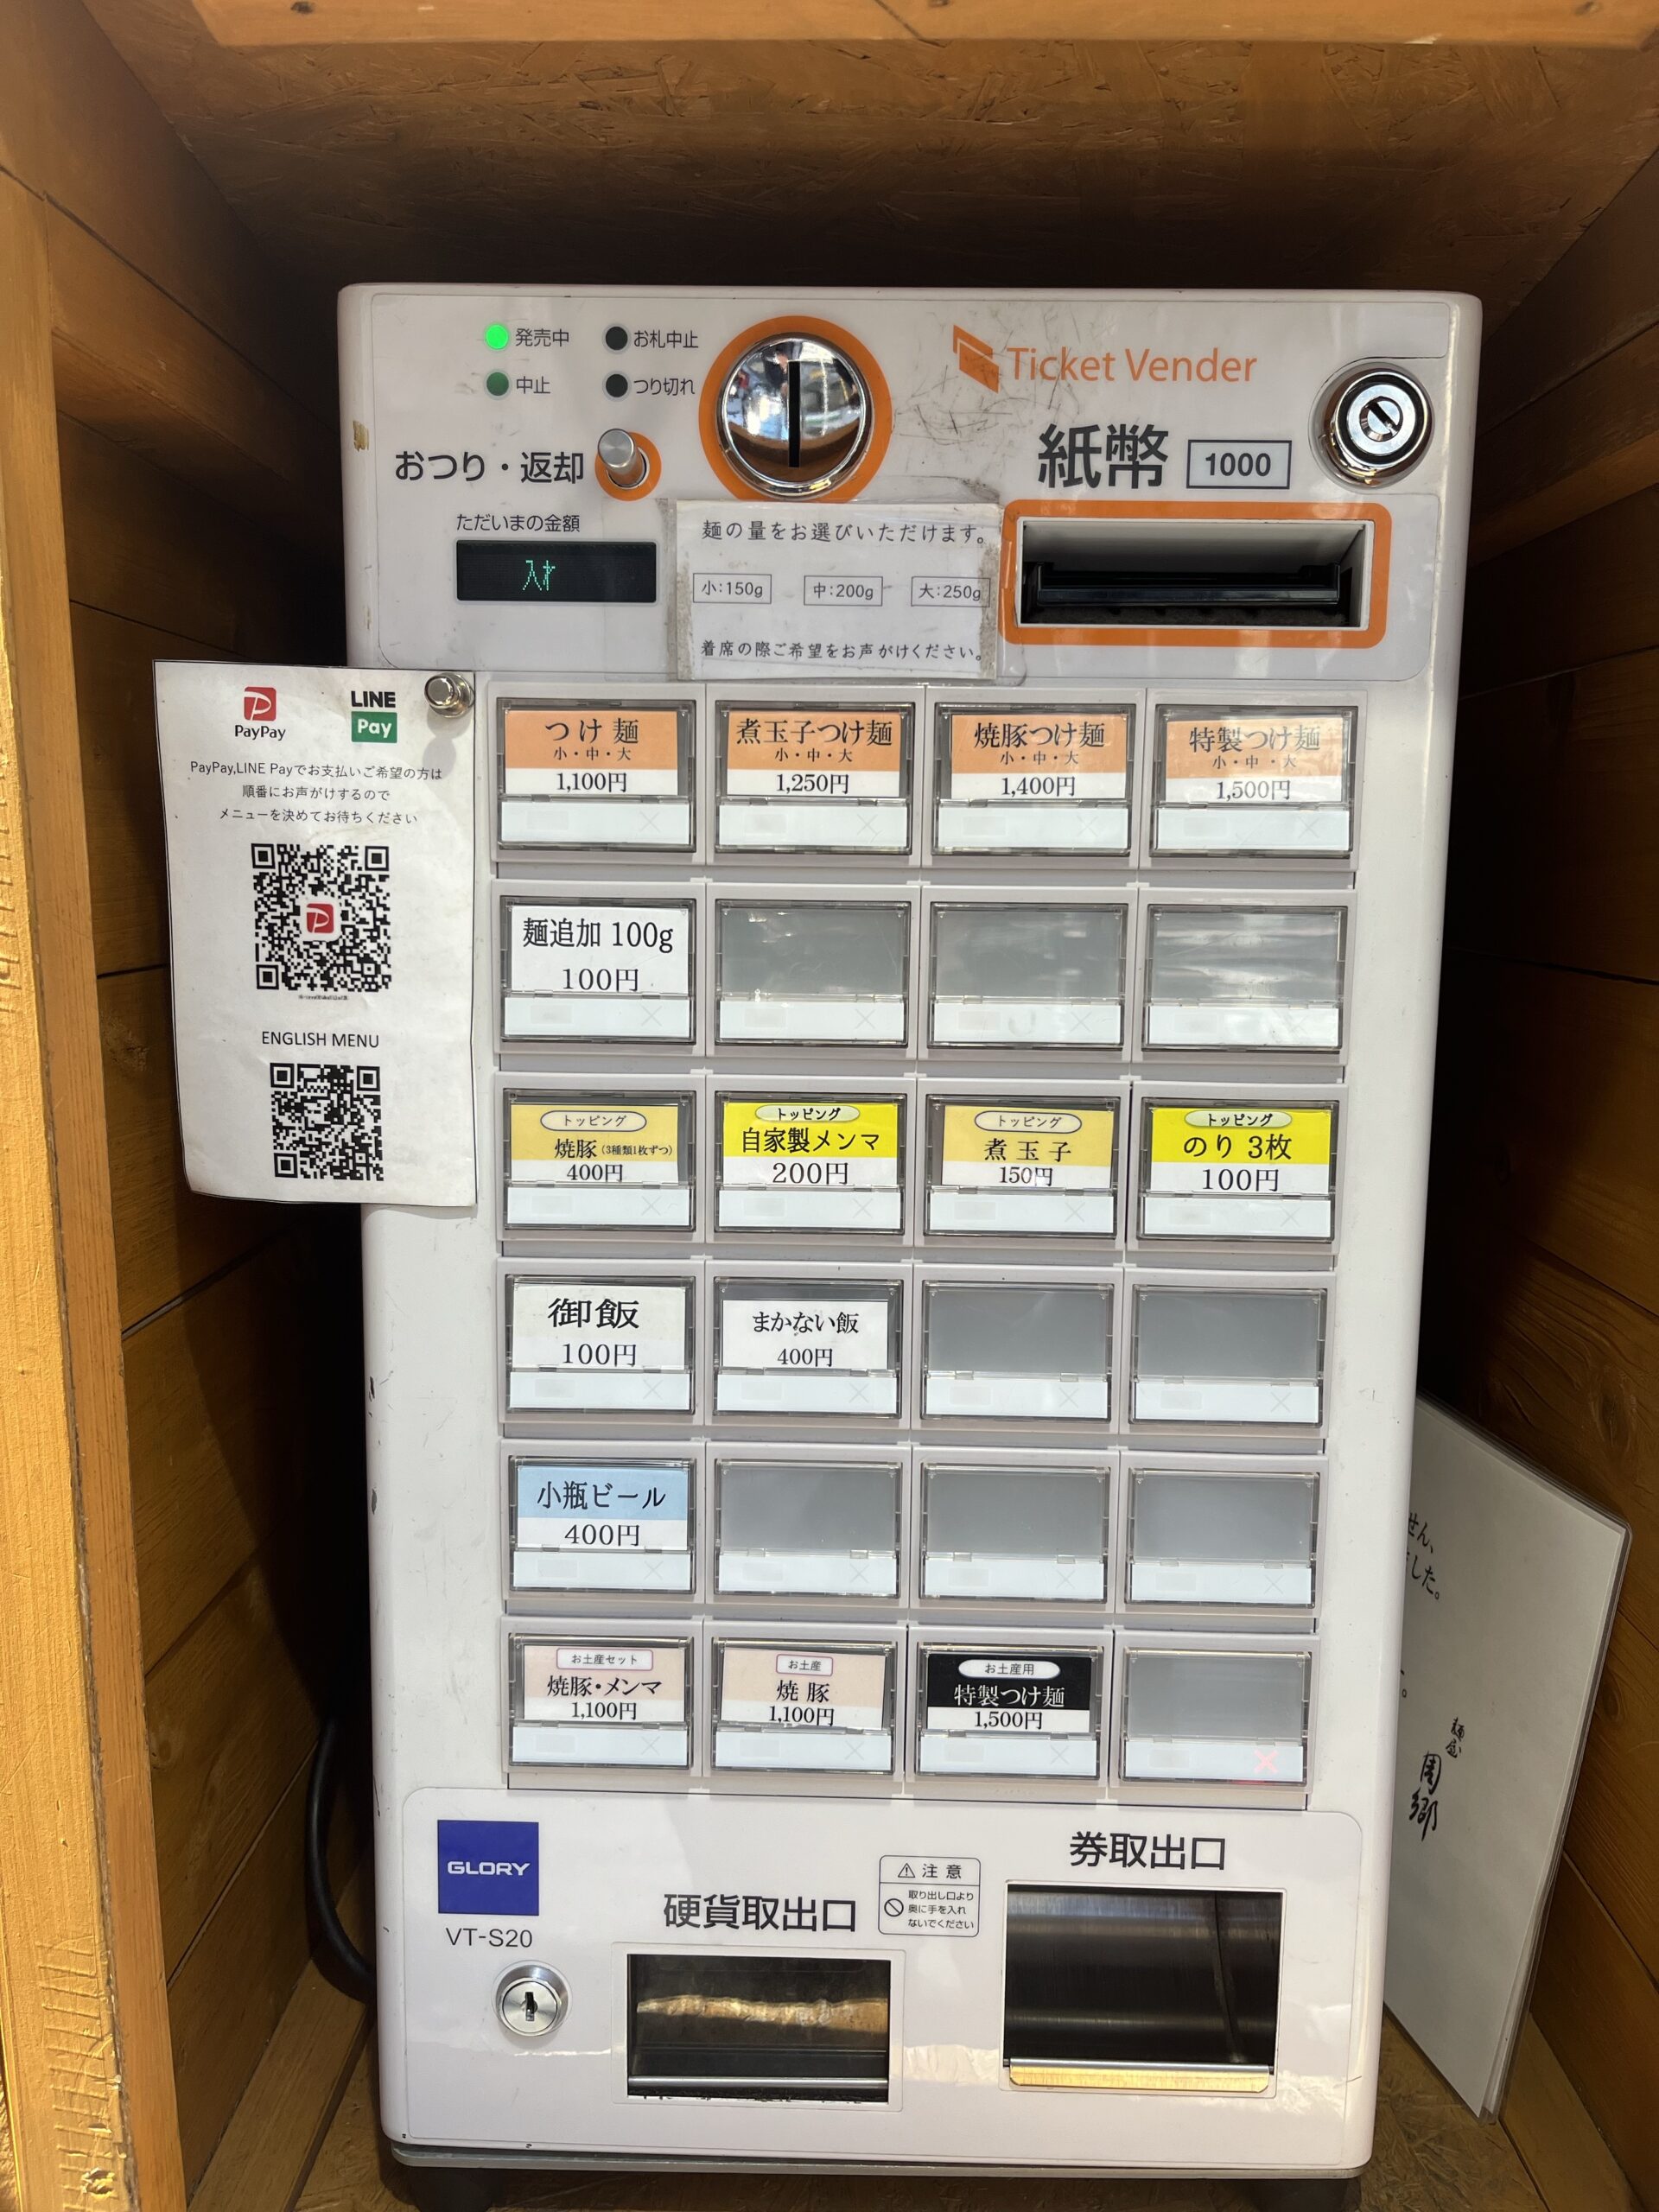 発売中
お札中止
中止
つり切れ
おつり・返却
ただいまの金額
Ticket Vender
紙幣 1000
麺の量をお選びいただけます。
小:150g 中:200g 大:250g
着席の際ご希望をお声がけください。
PayPay
LINE Pay
PayPay,LINE Payでお支払いご希望の方は
順番にお声がけするので
メニューを決めてお待ちください
ENGLISH MENU
つけ麺
小・中・大
1,100円
煮玉子つけ麺
小・中・大
1,250円
焼豚つけ麺
小・中・大
1,400円
特製つけ麺
小・中・大
1,500円
麺追加 100g
100円
トッピング
焼豚(3種類1枚ずつ)
400円
トッピング
自家製メンマ
200円
トッピング
煮玉子
150円
トッピング
のり 3枚
100円
御飯
100円
まかない飯
400円
小瓶ビール
400円
お土産セット
焼豚・メンマ
1,100円
お土産
焼豚
1,100円
お土産用
特製つけ麺
1,500円
GLORY
VT-S20
硬貨取出口
注意
取り出し口より
奥に手を入れ
ないでください
券取出口
せん、
した。
周郷